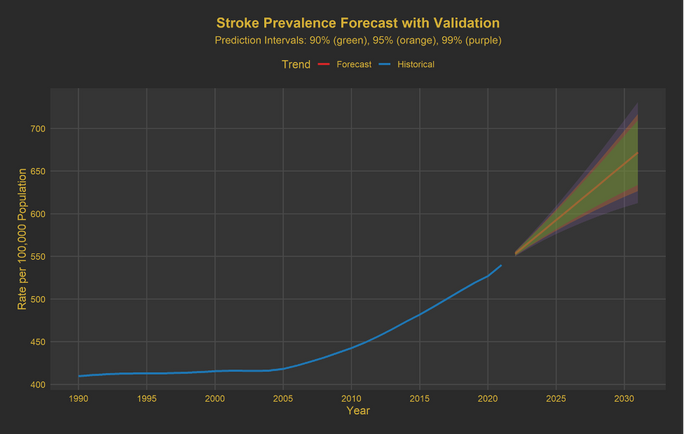 Stroke Prevalence Forecast with Validation
Prediction Intervals: 90% (green), 95% (orange), 99% (purple)
Trend Forecast Historical
700
650
600
550
500
450
400
Rate per 100,000 Population
1990 1995 2000 2005 2010 2015 2020 2025 2030
Year